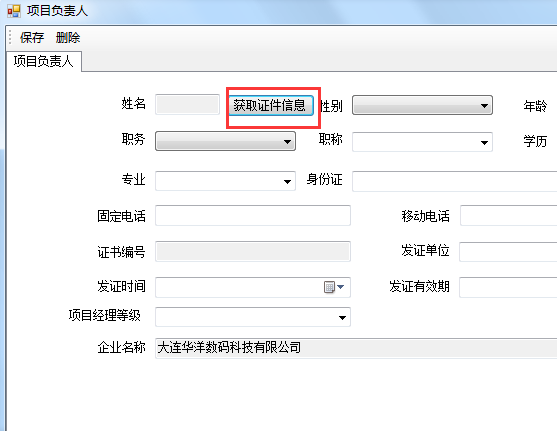 项目负责人
保存 删除
项目负责人
姓名 获取证件信息 性别 年龄
职务 职称 学历
专业 身份证
固定电话 移动电话
证书编号 发证单位
发证时间 发证有效期
项目经理等级
企业名称 大连华洋数码科技有限公司